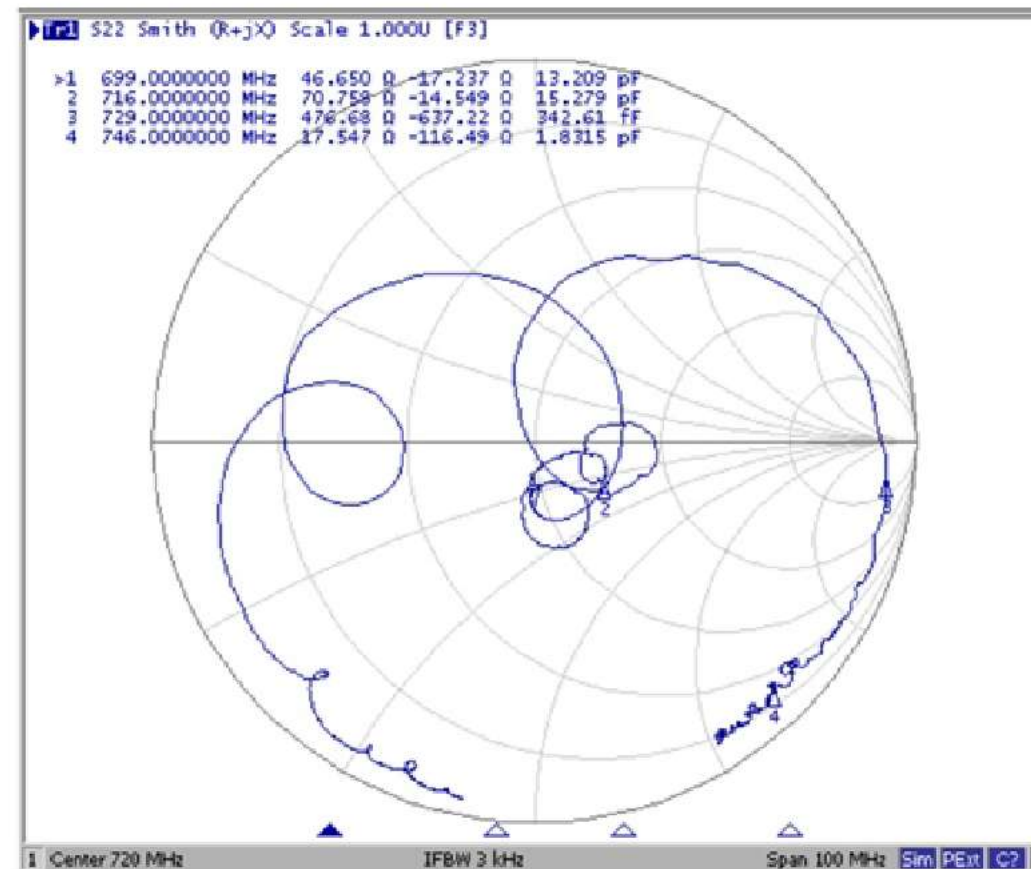 Tr1 S22 Smith (R+jX) Scale 1.000U [F3]
>1 699.0000000 MHz 46.650 Ω -17.237 Ω 13.209 pF
2 716.0000000 MHz 70.758 Ω -14.549 Ω 15.279 pF
3 729.0000000 MHz 476.68 Ω -637.22 Ω 342.61 fF
4 746.0000000 MHz 17.547 Ω -116.49 Ω 1.8315 pF
2
4
1 Center 720 MHz IFBW 3 kHz Span 100 MHz Sim PExt C?